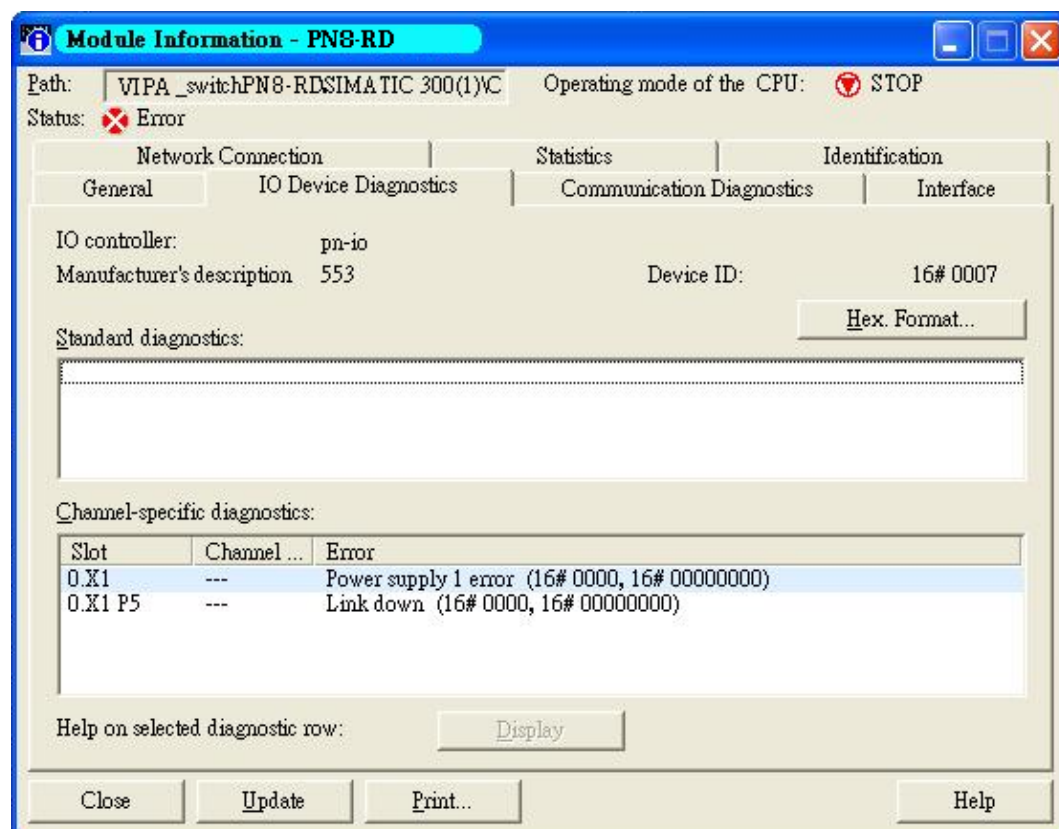 Module Information - PN8-RD
Path: VIPA_switchPN8-RD\SIMATIC 300(1)\C Operating mode of the CPU: STOP
Status: Error
Network Connection Statistics Identification
General IO Device Diagnostics Communication Diagnostics Interface
IO controller: pn-io
Manufacturer's description 553 Device ID: 16# 0007
Hex. Format...
Standard diagnostics:
Channel-specific diagnostics:
Slot Channel ... Error
0.X1 --- Power supply 1 error (16# 0000, 16# 00000000)
0.X1 P5 --- Link down (16# 0000, 16# 00000000)
Help on selected diagnostic row: Display
Close Update Print... Help